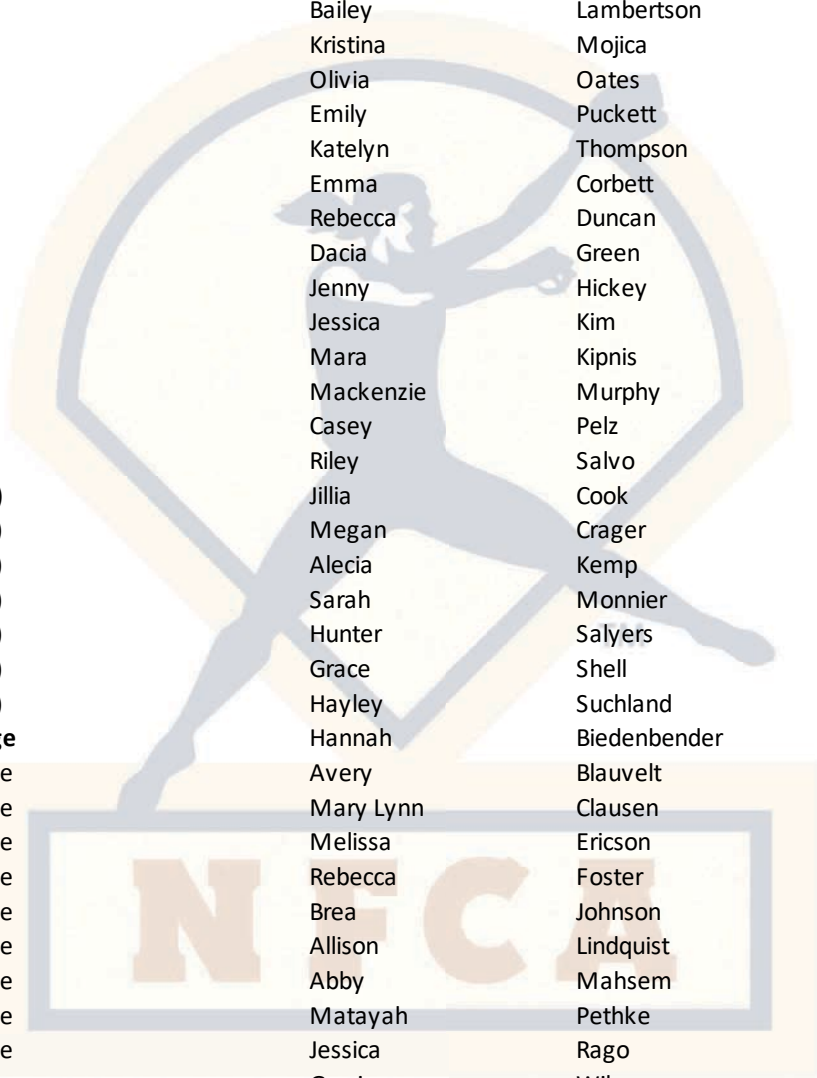 Bailey Lambertson
Kristina Mojica
Olivia Oates
Emily Puckett
Katelyn Thompson
Emma Corbett
Rebecca Duncan
Dacia Green
Jenny Hickey
Jessica Kim
Mara Kipnis
Mackenzie Murphy
Casey Pelz
Riley Salvo
) Jillia Cook
) Megan Crager
) Alecia Kemp
) Sarah Monnier
) Hunter Salyers
) Grace Shell
) Hayley Suchland
ge Hannah Biedenbender
e Avery Blauvelt
e Mary Lynn Clausen
e Melissa Ericson
e Rebecca Foster
e Brea Johnson
e Allison Lindquist
e Abby Mahsem
e Matayah Pethke
e Jessica Rago
NFCA
TM